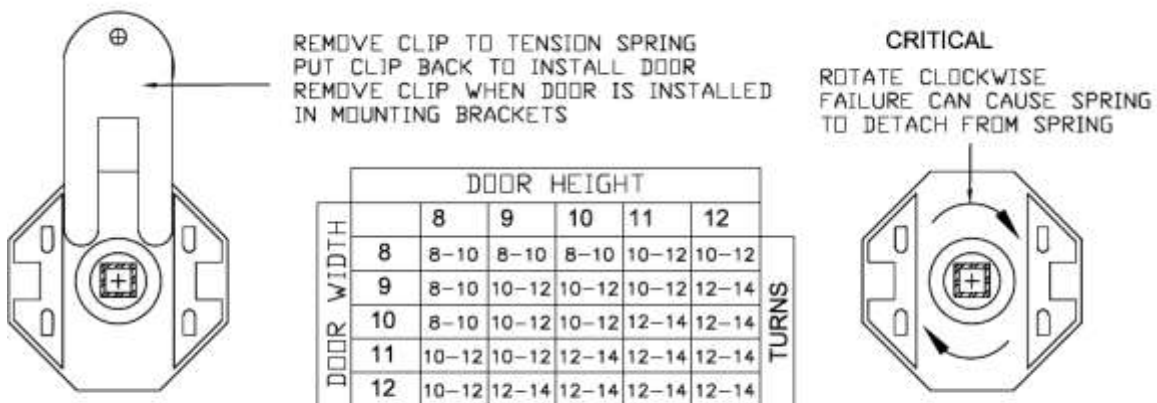 REMOVE CLIP TO TENSION SPRING
PUT CLIP BACK TO INSTALL DOOR
REMOVE CLIP WHEN DOOR IS INSTALLED
IN MOUNTING BRACKETS
CRITICAL
ROTATE CLOCKWISE
FAILURE CAN CAUSE SPRING
TO DETACH FROM SPRING
DOOR HEIGHT
8 9 10 11 12
DOOR WIDTH
8 8-10 8-10 8-10 10-12 10-12
9 8-10 10-12 10-12 10-12 12-14
10 8-10 10-12 10-12 12-14 12-14
11 10-12 10-12 12-14 12-14 12-14
12 10-12 12-14 12-14 12-14 12-14
TURNS